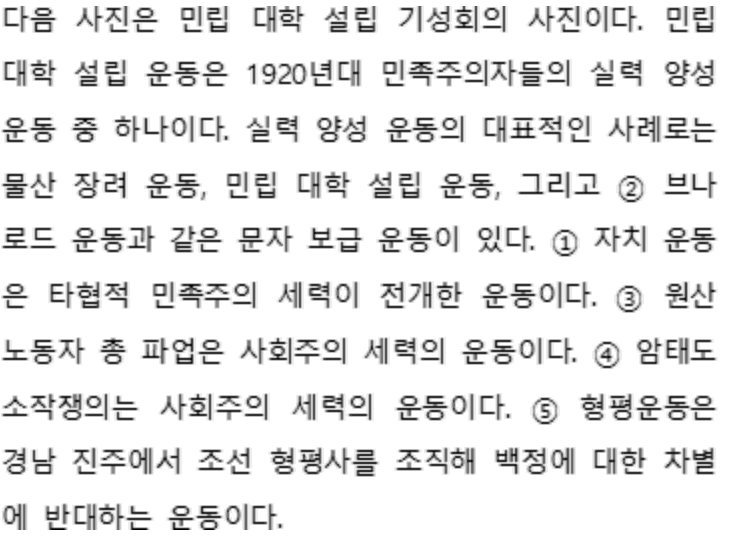 다음 사진은 민립 대학 설립 기성회의 사진이다. 민립
대학 설립 운동은 1920년대 민족주의자들의 실력 양성
운동 중 하나이다. 실력 양성 운동의 대표적인 사례로는
물산 장려 운동, 민립 대학 설립 운동, 그리고 ② 브나
로드 운동과 같은 문자 보급 운동이 있다. ① 자치 운동
은 타협적 민족주의 세력이 전개한 운동이다. ③ 원산
노동자 총 파업은 사회주의 세력의 운동이다. ④ 암태도
소작쟁의는 사회주의 세력의 운동이다. ⑤ 형평운동은
경남 진주에서 조선 형평사를 조직해 백정에 대한 차별
에 반대하는 운동이다.